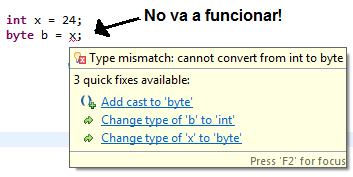 No va a funcionar!
int x = 24;
byte b = x;
Type mismatch: cannot convert from int to byte
3 quick fixes available:
Add cast to 'byte'
Change type of 'b' to 'int'
Change type of 'x' to 'byte'
Press 'F2' for focus